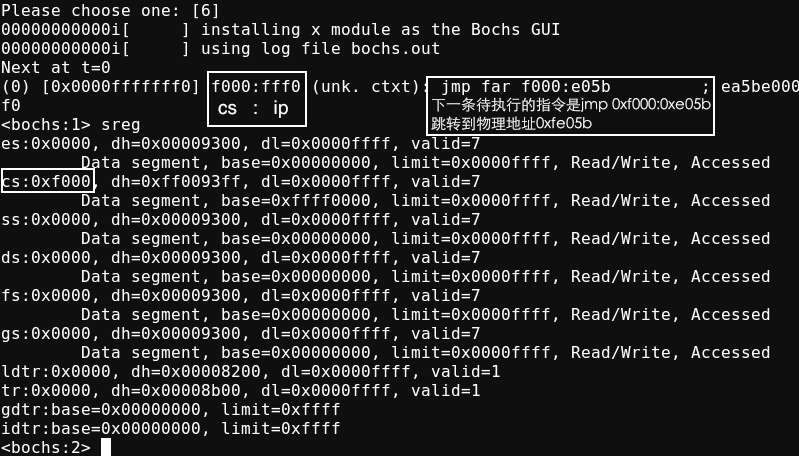 Please choose one: [6]
00000000000i[     ] installing x module as the Bochs GUI
00000000000i[     ] using log file bochs.out
Next at t=0
(0) [0x0000fffffff0] f000:fff0 (unk. ctxt): jmp far f000:e05b         ; ea5be000
f0
cs : ip
下一条待执行的指令是jmp 0xf000:0xe05b
跳转到物理地址0xfe05b
<bochs:1> sreg
es:0x0000, dh=0x00009300, dl=0x0000ffff, valid=7
        Data segment, base=0x00000000, limit=0x0000ffff, Read/Write, Accessed
cs:0xf000, dh=0xff0093ff, dl=0x0000ffff, valid=7
        Data segment, base=0xffff0000, limit=0x0000ffff, Read/Write, Accessed
ss:0x0000, dh=0x00009300, dl=0x0000ffff, valid=7
        Data segment, base=0x00000000, limit=0x0000ffff, Read/Write, Accessed
ds:0x0000, dh=0x00009300, dl=0x0000ffff, valid=7
        Data segment, base=0x00000000, limit=0x0000ffff, Read/Write, Accessed
fs:0x0000, dh=0x00009300, dl=0x0000ffff, valid=7
        Data segment, base=0x00000000, limit=0x0000ffff, Read/Write, Accessed
gs:0x0000, dh=0x00009300, dl=0x0000ffff, valid=7
        Data segment, base=0x00000000, limit=0x0000ffff, Read/Write, Accessed
ldtr:0x0000, dh=0x00008200, dl=0x0000ffff, valid=1
tr:0x0000, dh=0x00008b00, dl=0x0000ffff, valid=1
gdtr:base=0x00000000, limit=0xffff
idtr:base=0x00000000, limit=0xffff
<bochs:2>